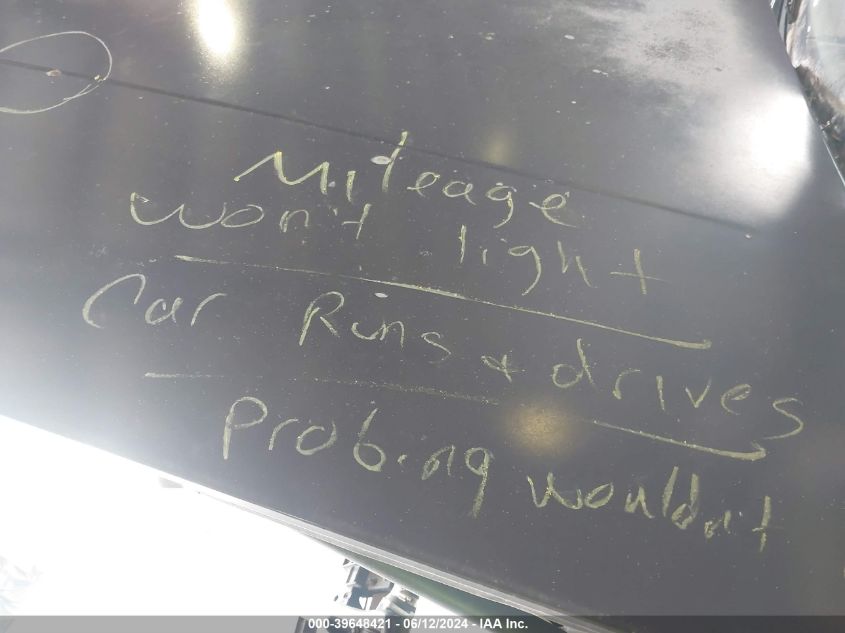 Mileage
won't light
Car Runs & drives
Probing wouldn't
000-39648421 - 06/12/2024 - IAA Inc.